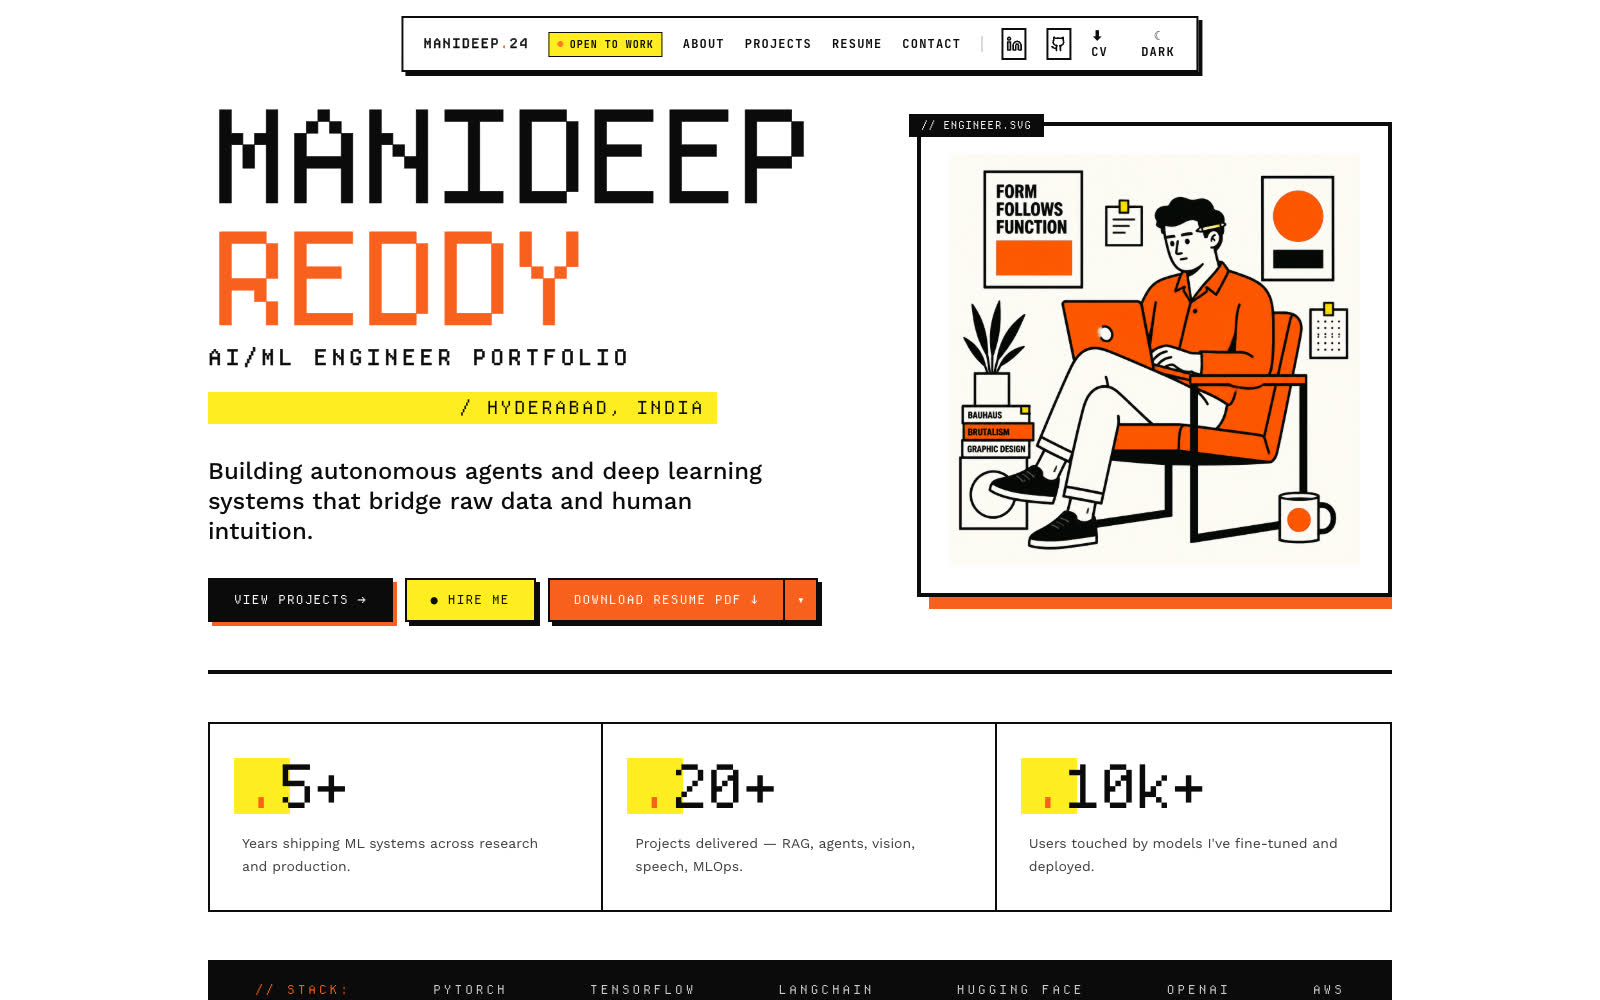 MANIDEEP.24
OPEN TO WORK
ABOUT
PROJECTS
RESUME
CONTACT
⬇ CV
☾ DARK
MANIDEEP
REDDY
AI/ML ENGINEER PORTFOLIO
/ HYDERABAD, INDIA
Building autonomous agents and deep learning
systems that bridge raw data and human
intuition.
VIEW PROJECTS →
● HIRE ME
DOWNLOAD RESUME PDF ↓
▾
// ENGINEER.SVG
FORM
FOLLOWS
FUNCTION
BAUHAUS
BRUTALISM
GRAPHIC DESIGN
.5+
Years shipping ML systems across research
and production.
.20+
Projects delivered — RAG, agents, vision,
speech, MLOps.
.10k+
Users touched by models I've fine-tuned and
deployed.
// STACK: PYTORCH TENSORFLOW LANGCHAIN HUGGING FACE OPENAI AWS